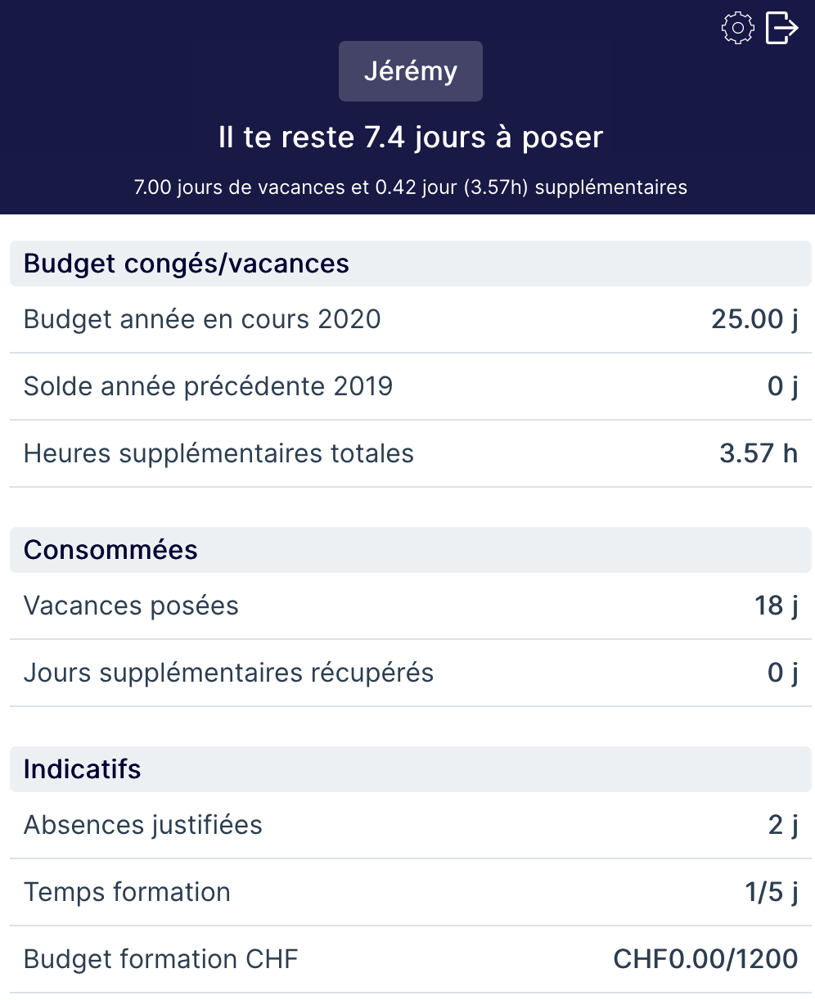 Jérémy
Il te reste 7.4 jours à poser
7.00 jours de vacances et 0.42 jour (3.57h) supplémentaires
Budget congés/vacances
Budget année en cours 2020 25.00 j
Solde année précédente 2019 0 j
Heures supplémentaires totales 3.57 h
Consommées
Vacances posées 18 j
Jours supplémentaires récupérés 0 j
Indicatifs
Absences justifiées 2 j
Temps formation 1/5 j
Budget formation CHF CHF0.00/1200